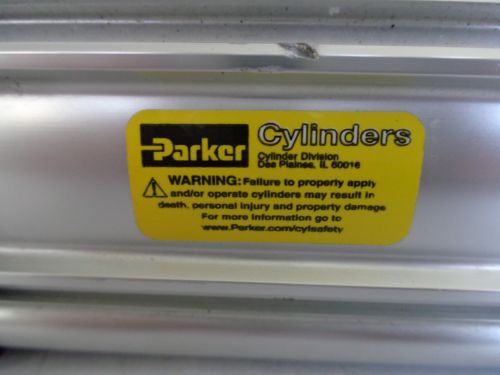 Parker Cylinders
Cylinder Division
Des Plaines, IL 60016
WARNING: Failure to properly apply
and/or operate cylinders may result in
death, personal injury and property damage
For more information go to
www.Parker.com/cylsafety